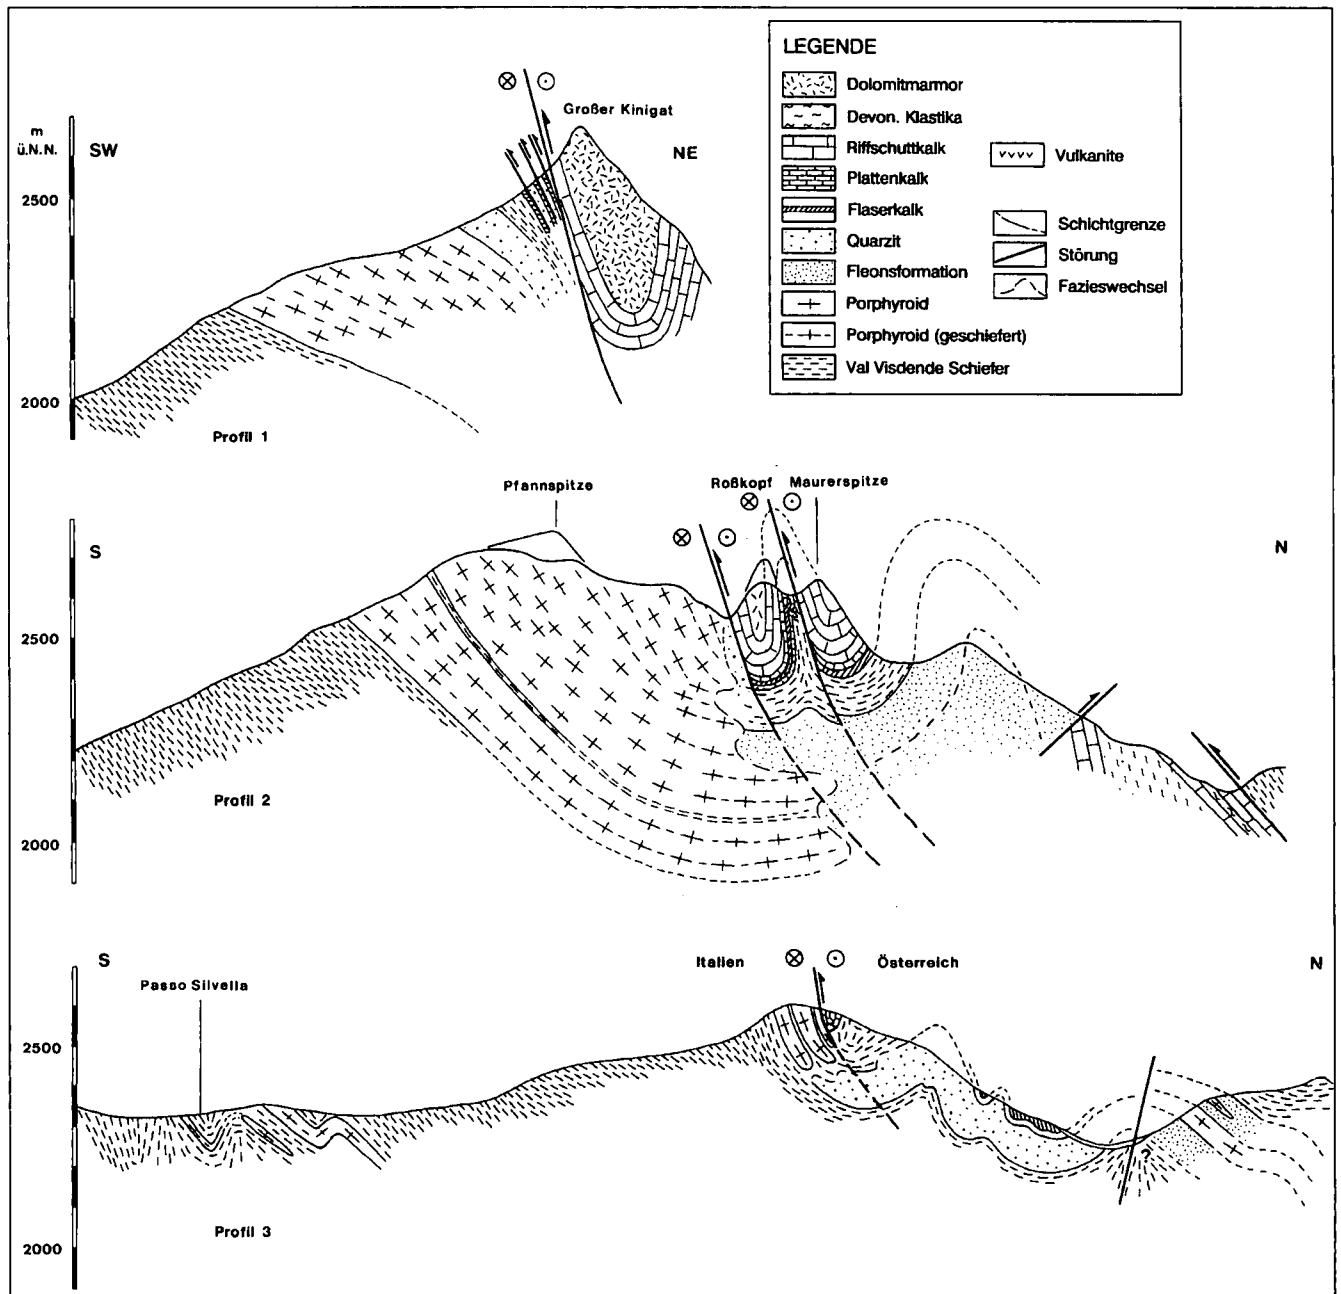 LEGENDE
Dolomitmarmor
Devon. Klastika
Riffschuttkalk
Plattenkalk
Flaserkalk
Quarzit
Fleonsformation
Porphyroid
Porphyroid (geschiefert)
Val Visdende Schiefer
Vulkanite
Schichtgrenze
Störung
Fazieswechsel
Großer Kinigat
m
ü.N.N.
SW
NE
2500
2000
Profil 1
Pfannspitze
Roßkopf
Maurerspitze
S
N
2500
2000
Profil 2
S
Italien
Österreich
N
Passo Silvella
2500
?
2000
Profil 3